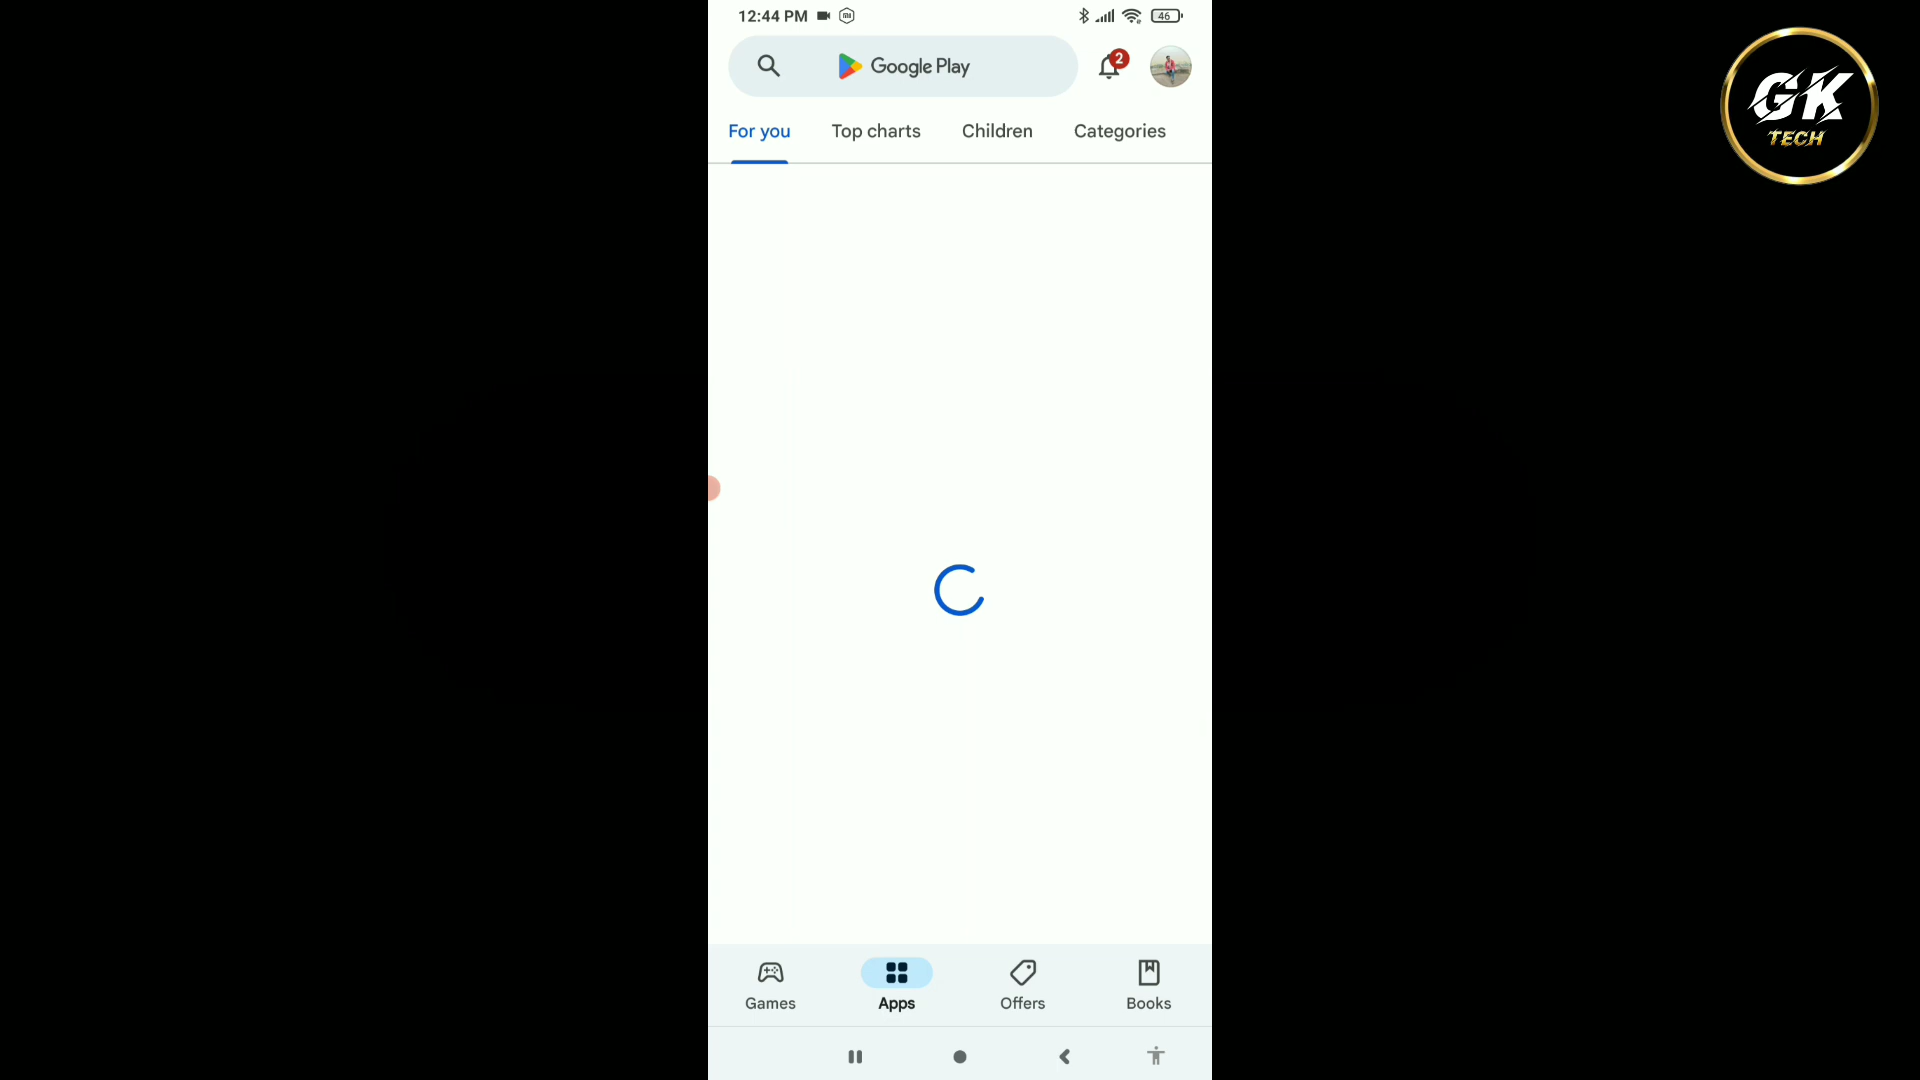 12:44 PM
46
Google Play
2
For you
Top charts
Children
Categories
GK
TECH
Games
Apps
Offers
Books